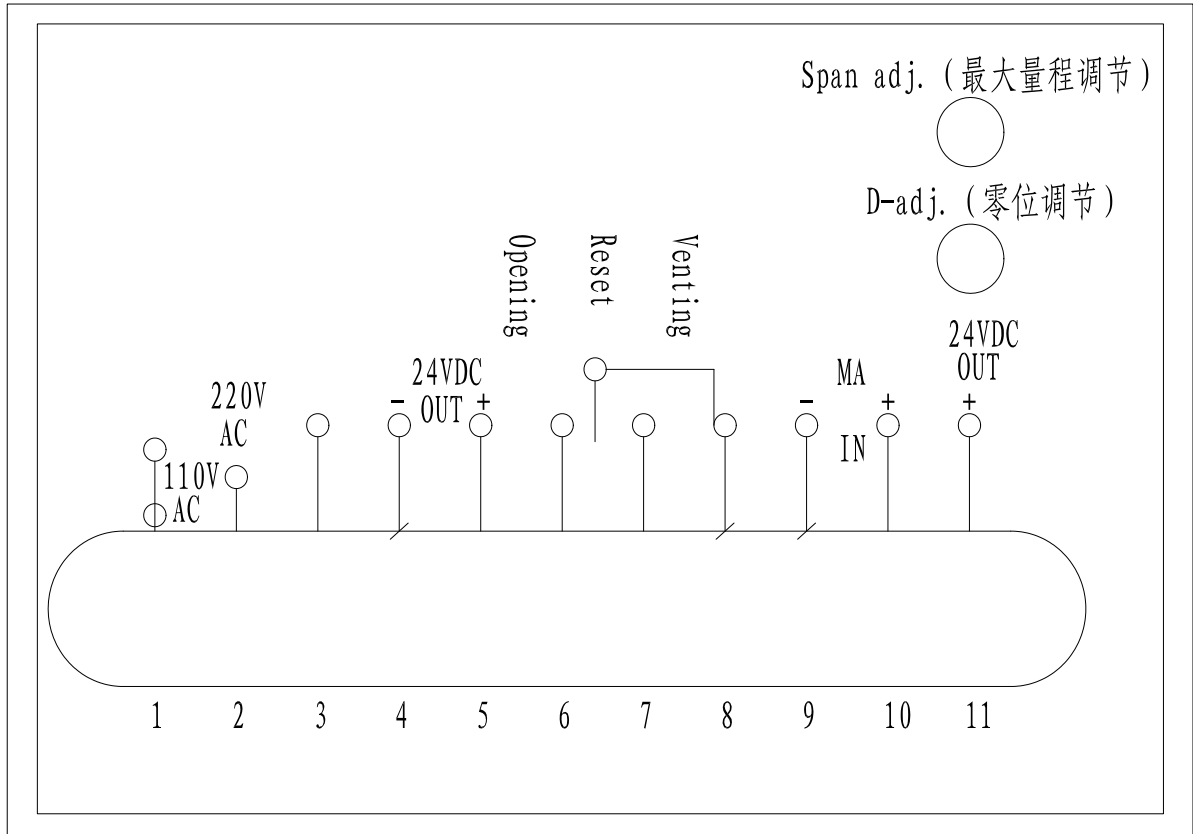 Span adj.（最大量程调节）
D-adj.（零位调节）
Opening
Reset
Venting
24VDC
OUT
+
220V
AC
-
24VDC
OUT
+
-
MA
IN
+
110V
AC
1 2 3 4 5 6 7 8 9 10 11